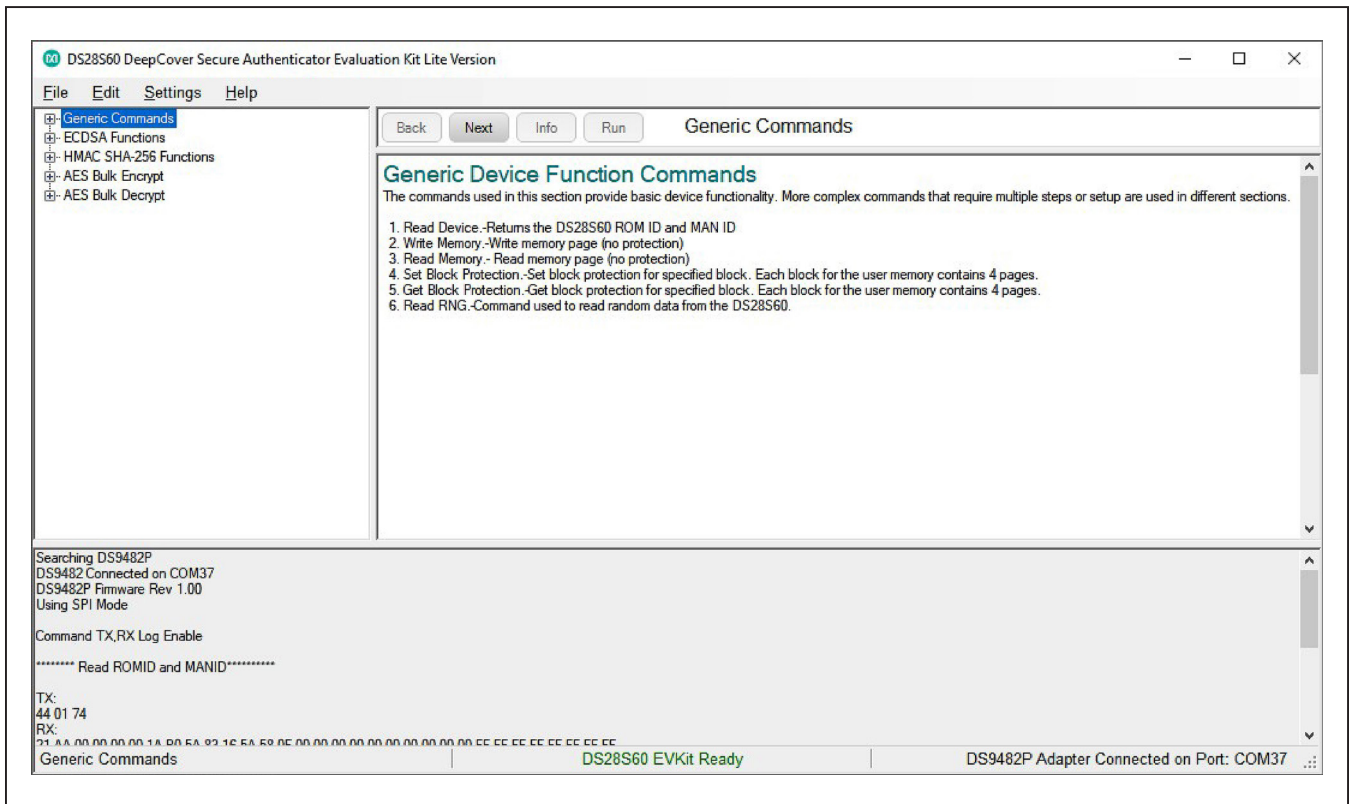 DS28S60 DeepCover Secure Authenticator Evaluation Kit Lite Version
File Edit Settings Help
Generic Commands
ECDSA Functions
HMAC SHA-256 Functions
AES Bulk Encrypt
AES Bulk Decrypt
Back Next Info Run Generic Commands
Generic Device Function Commands
The commands used in this section provide basic device functionality. More complex commands that require multiple steps or setup are used in different sections.
1. Read Device.-Returns the DS28S60 ROM ID and MAN ID
2. Write Memory.-Write memory page (no protection)
3. Read Memory.- Read memory page (no protection)
4. Set Block Protection.-Set block protection for specified block. Each block for the user memory contains 4 pages.
5. Get Block Protection.-Get block protection for specified block. Each block for the user memory contains 4 pages.
6. Read RNG.-Command used to read random data from the DS28S60.
Searching DS9482P
DS9482 Connected on COM37
DS9482P Firmware Rev 1.00
Using SPI Mode
Command TX,RX Log Enable
******** Read ROMID and MANID**********
TX:
44 01 74
RX:
Generic Commands DS28S60 EVKit Ready DS9482P Adapter Connected on Port: COM37